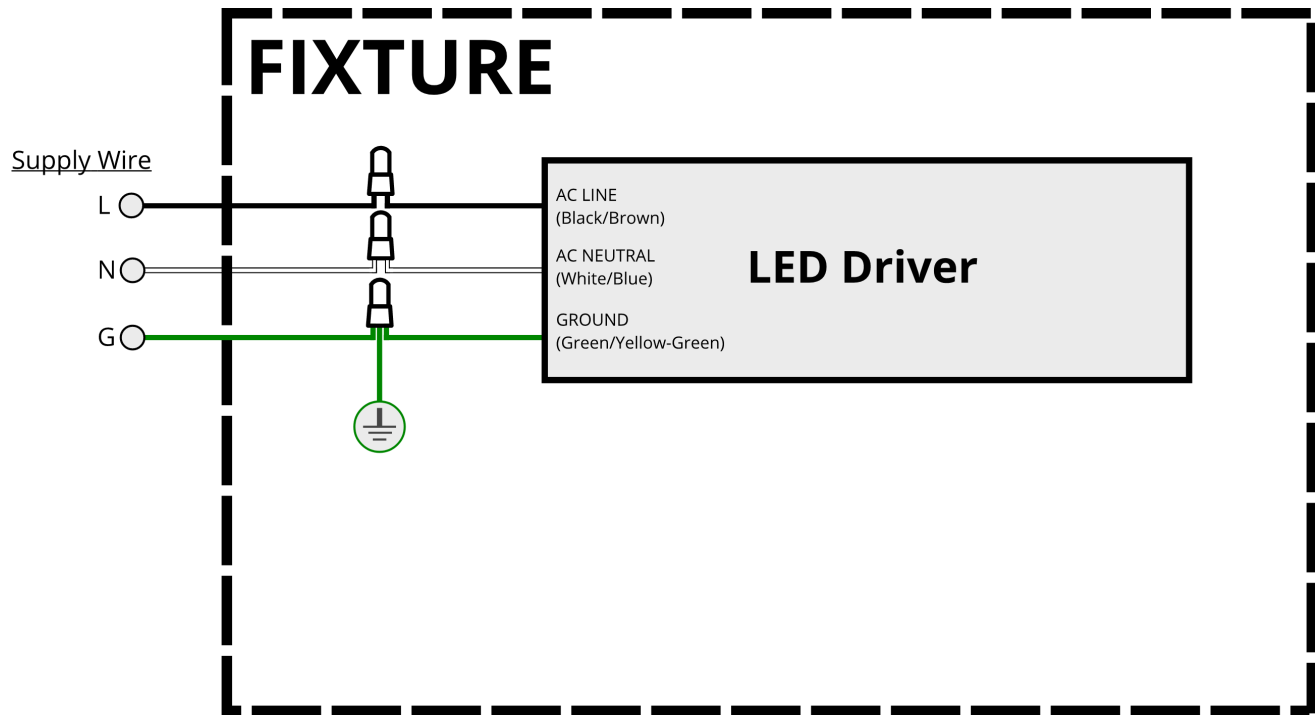 FIXTURE
Supply Wire
L
N
G
AC LINE
(Black/Brown)
AC NEUTRAL
(White/Blue)
GROUND
(Green/Yellow-Green)
LED Driver